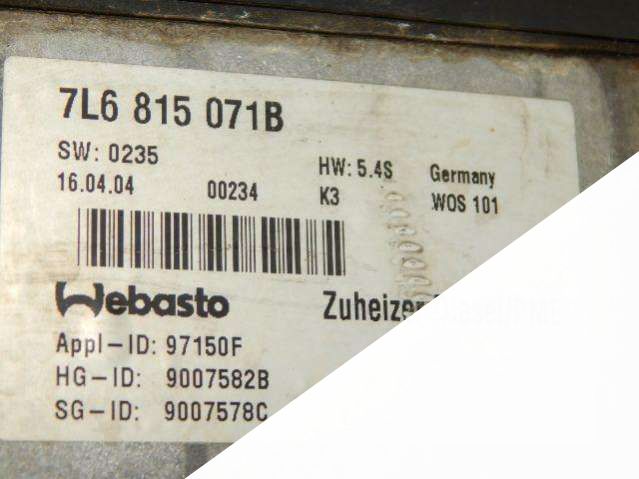 7L6 815 071B
SW: 0235 HW: 5.4S Germany
16.04.04 00234 K3 WOS 101
Webasto Zuheizer
Appl-ID: 97150F
HG-ID: 9007582B
SG-ID: 9007578C